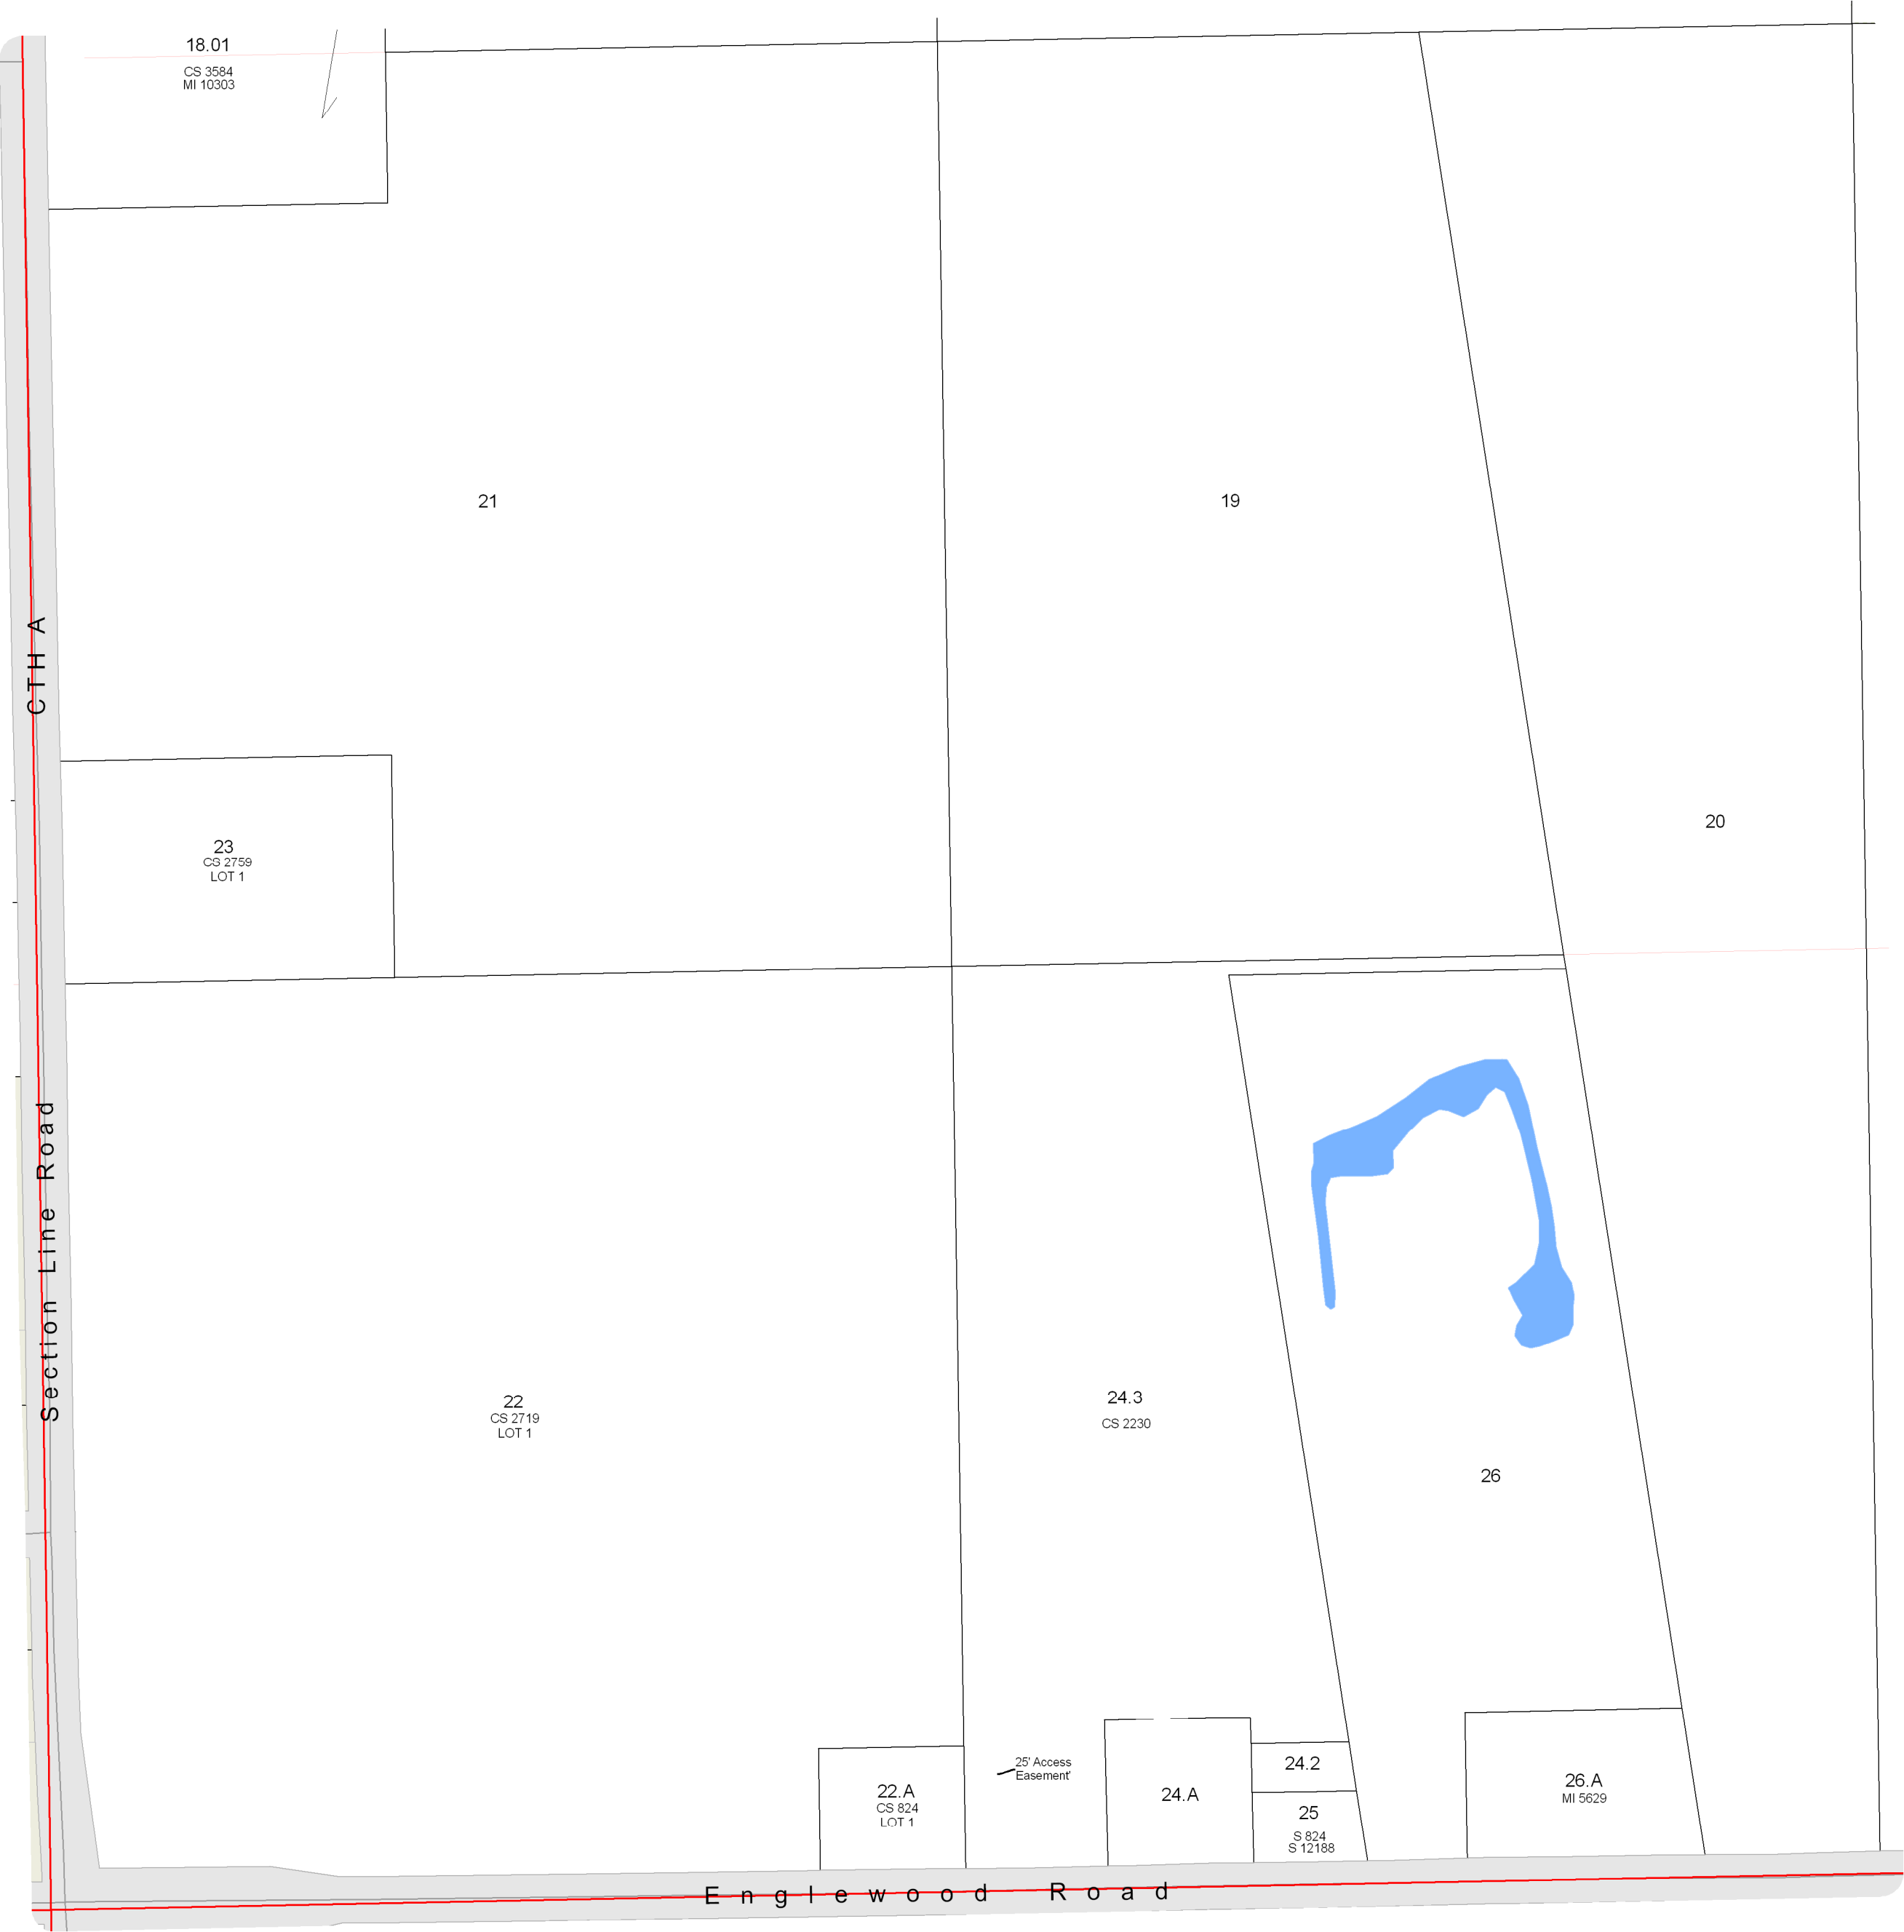 18.01
CS 3584
MI 10303
21
19
CTH A
20
23
CS 2759
LOT 1
Section Line Road
22
CS 2719
LOT 1
24.3
CS 2230
26
25' Access
Easement'
22.A
CS 824
LOT 1
24.A
24.2
25
S 824
S 12188
26.A
MI 5629
Englewood Road